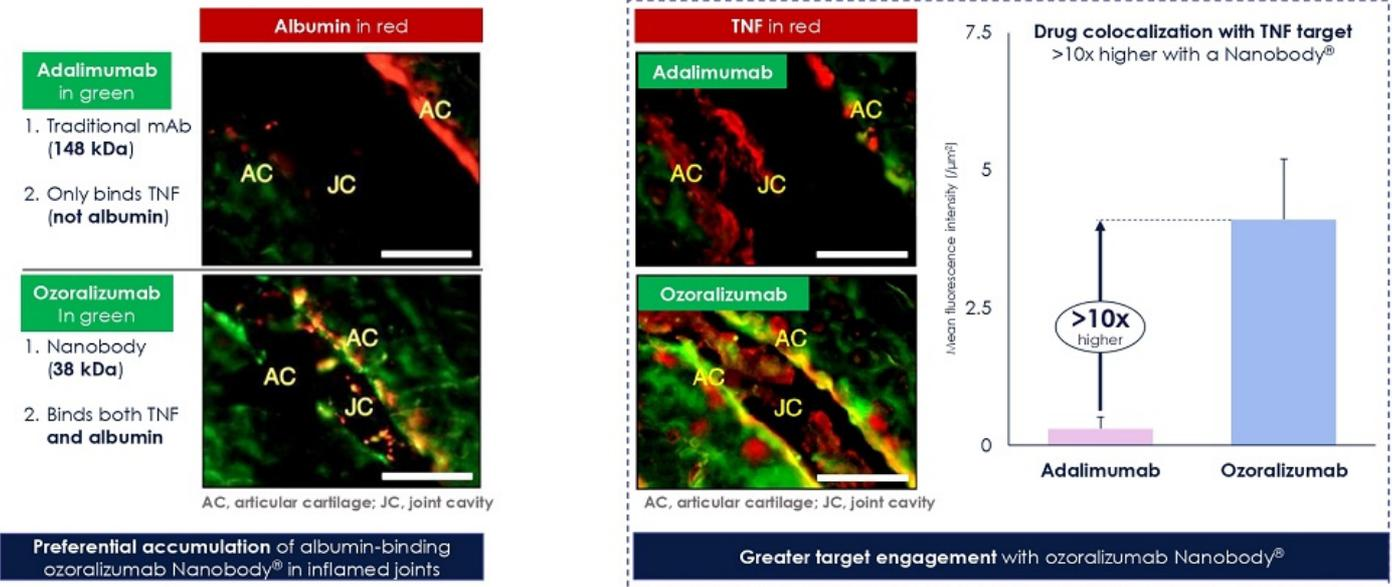 Albumin in red
Adalimumab
in green
1. Traditional mAb
(148 kDa)
2. Only binds TNF
(not albumin)
AC
AC
JC
Ozoralizumab
In green
1. Nanobody
(38 kDa)
2. Binds both TNF
and albumin
AC
AC
JC
AC, articular cartilage; JC, joint cavity
Preferential accumulation of albumin-binding
ozoralizumab Nanobody® in inflamed joints
TNF in red
Adalimumab
AC
AC
JC
Ozoralizumab
AC
AC
JC
AC, articular cartilage; JC, joint cavity
Drug colocalization with TNF target
>10x higher with a Nanobody®
Mean fluorescence intensity [/µm²]
7.5
5
2.5
0
>10x
higher
Adalimumab
Ozoralizumab
Greater target engagement with ozoralizumab Nanobody®